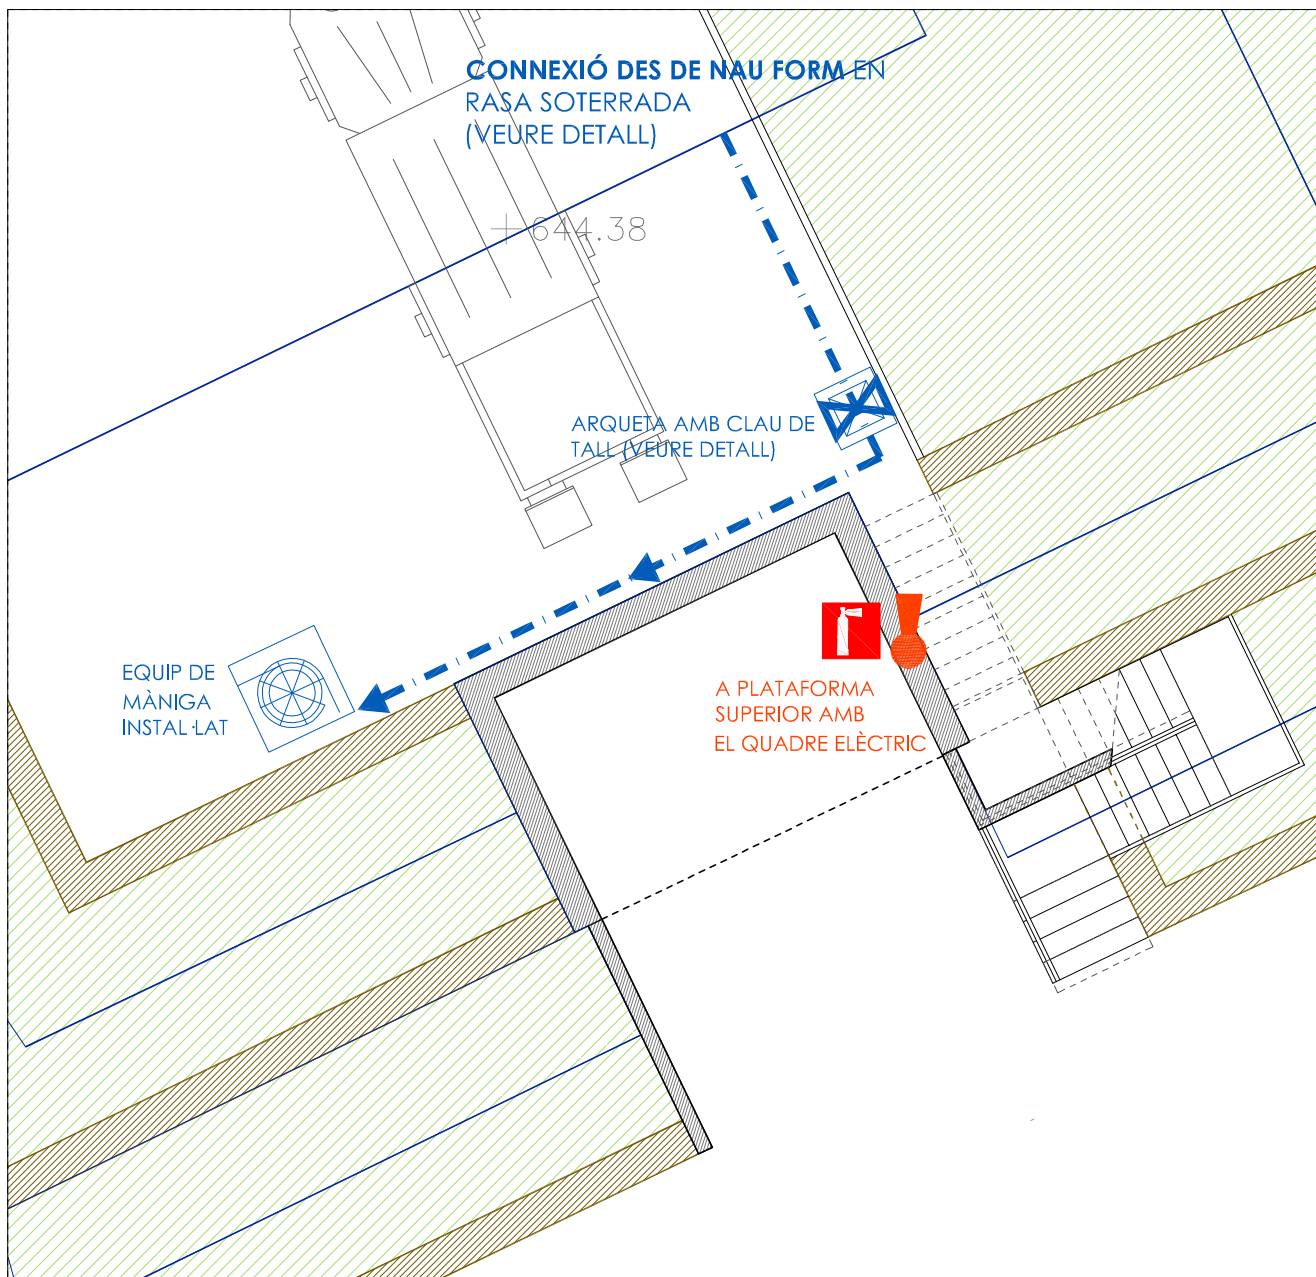 CONNEXIÓ DES DE NAU FORM EN
RASA SOTERRADA
(VEURE DETALL)
+644.38
ARQUETA AMB CLAU DE
TALL (VEURE DETALL)
EQUIP DE
MÀNIGA
INSTAL·LAT
A PLATAFORMA
SUPERIOR AMB
EL QUADRE ELÈCTRIC